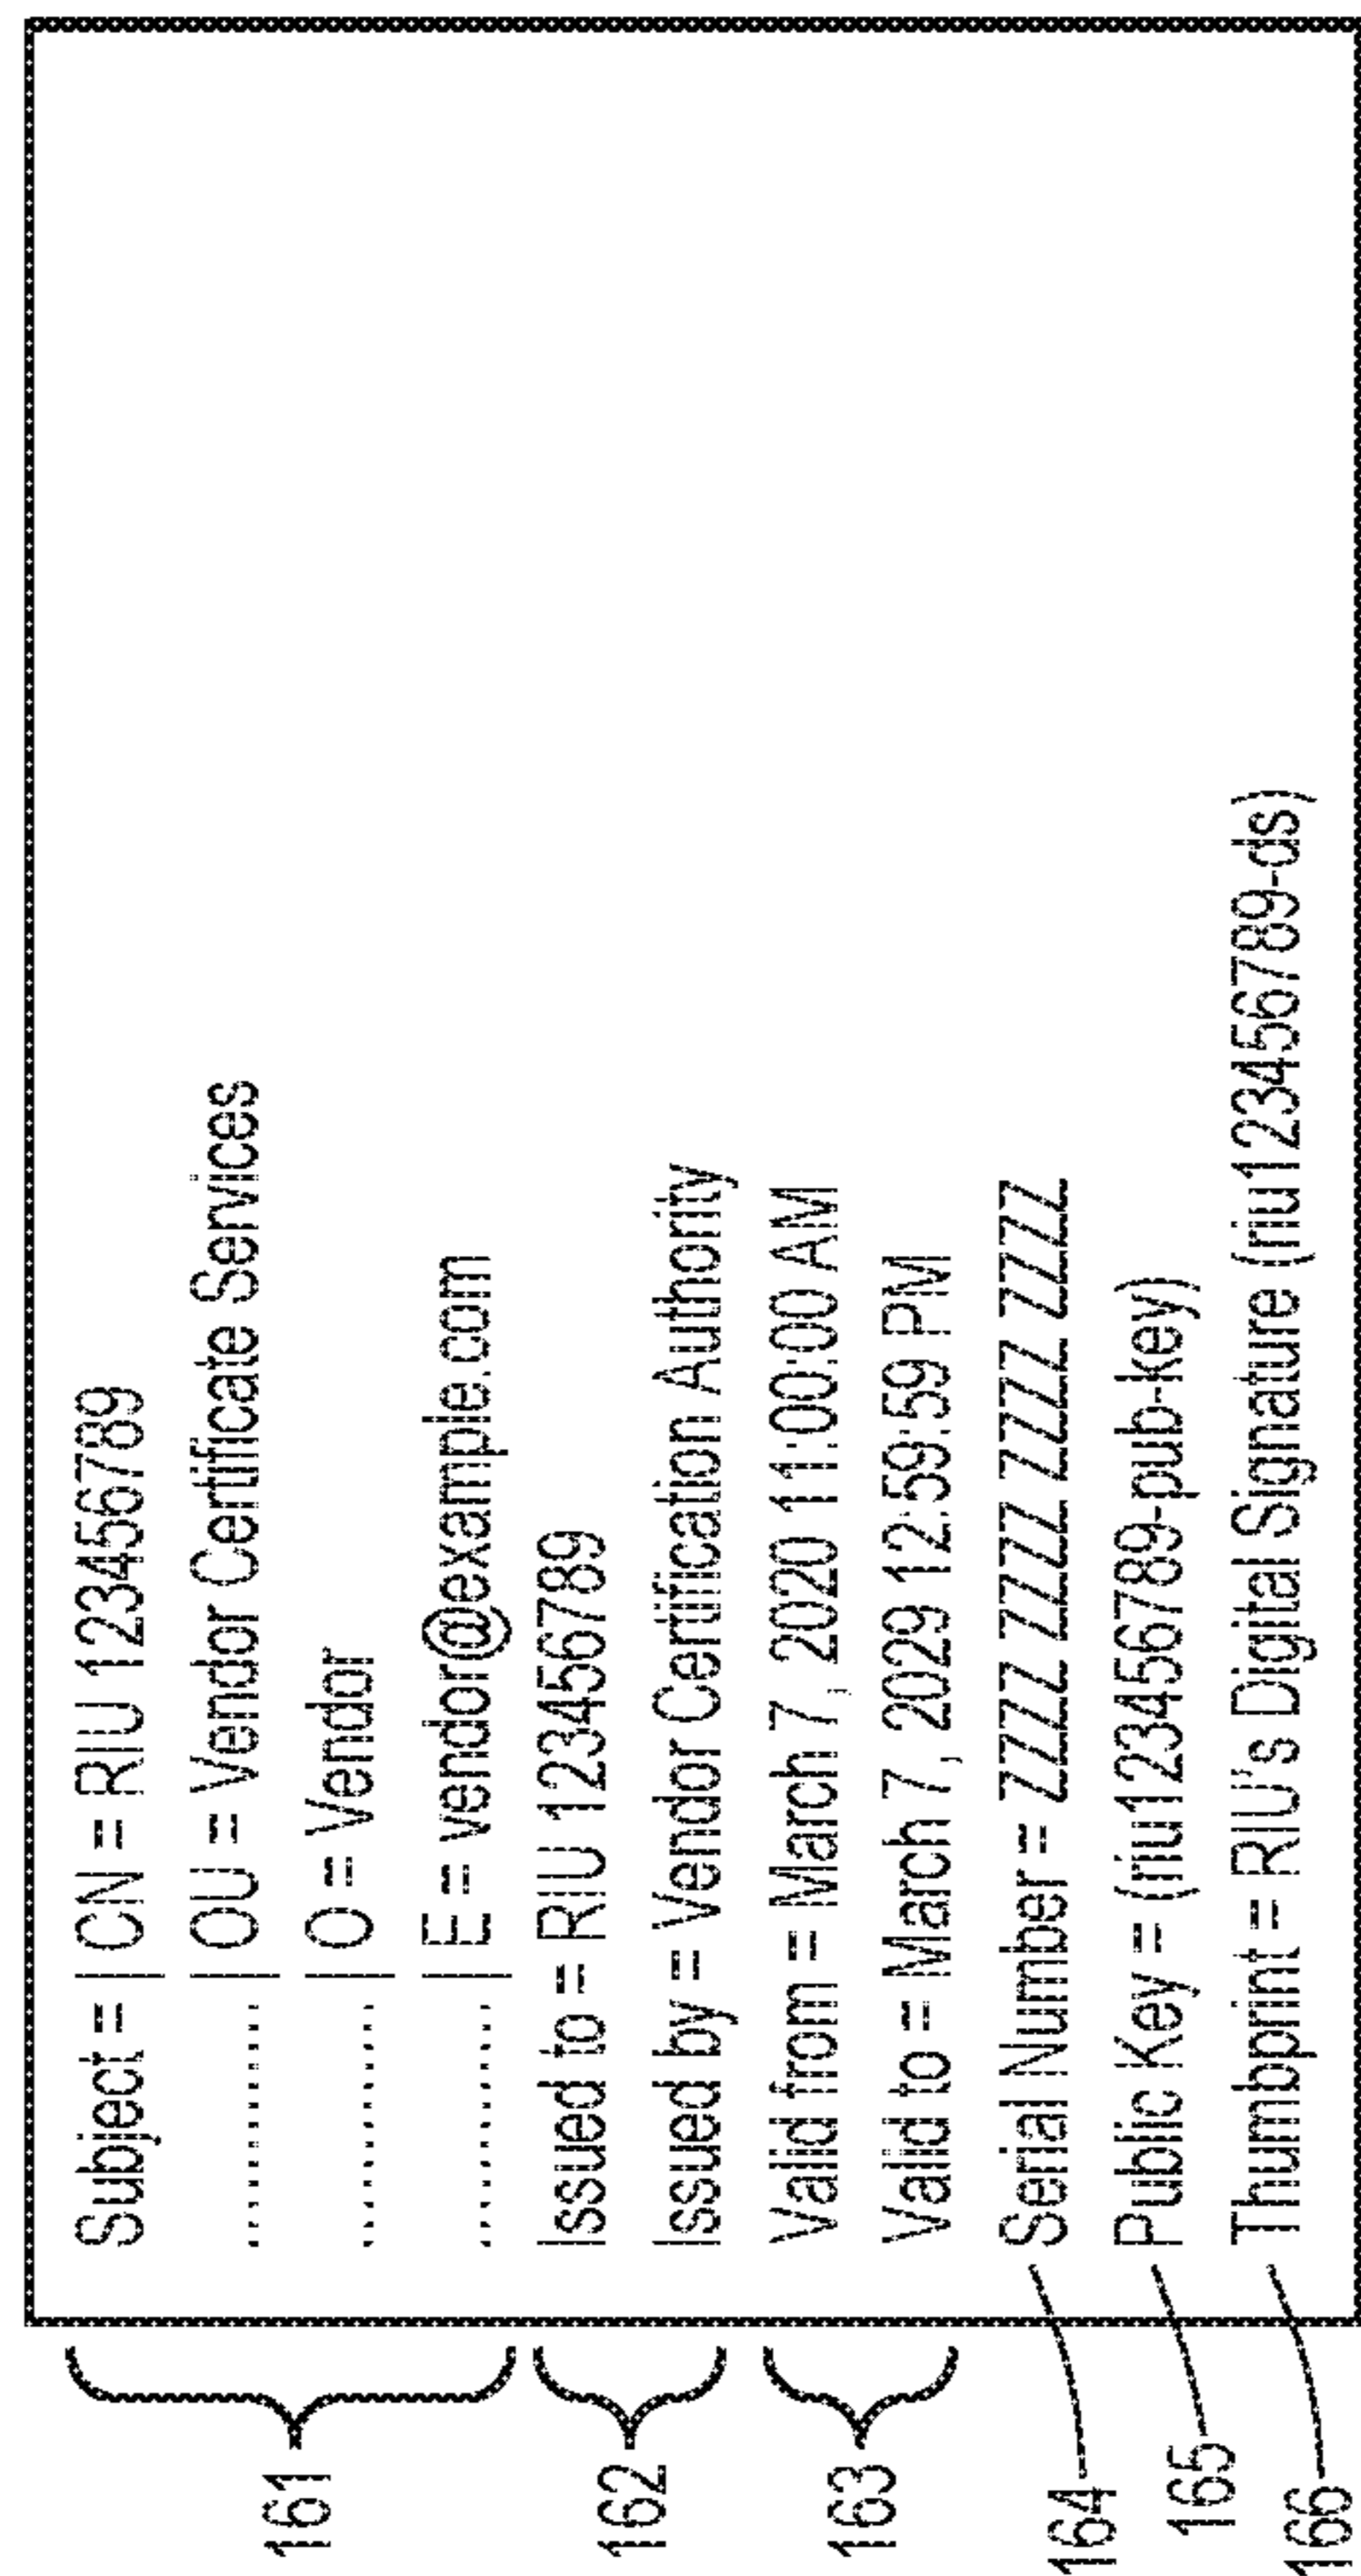 Subject = | CN = RIU 123456789
............ | OU = Vendor Certificate Services
............ | O = Vendor
............ | E = vendor@example.com
Issued to = RIU 123456789
Issued by = Vendor Certification Authority
Valid from = March 7, 2020 11:00:00 AM
Valid to = March 7, 2029 12:59:59 PM
Serial Number = ZZZZ ZZZZ ZZZZ ZZZZ ZZZZ
Public Key = (riu123456789-pub-key)
Thumbprint = RIU's Digital Signature (riu123456789-ds)
161
162
163
164
165
166